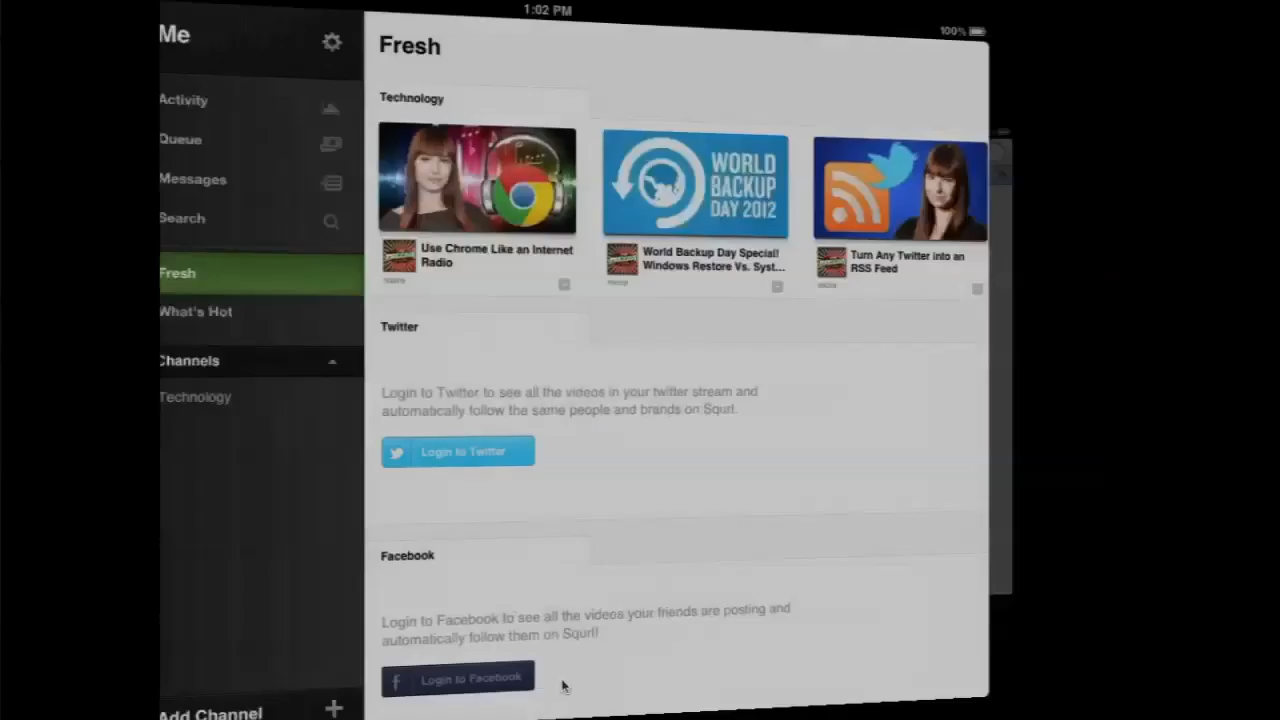 1:02 PM
100%
Me
Activity
Queue
Messages
Search
Fresh
What's Hot
Channels
Technology
Add Channel
Fresh
Technology
WORLD
BACKUP
DAY 2012
Use Chrome Like an Internet
Radio
World Backup Day Special!
Windows Restore Vs. Syst...
Turn Any Twitter into an
RSS Feed
Twitter
Login to Twitter to see all the videos in your twitter stream and
automatically follow the same people and brands on Squrl.
Login to Twitter
Facebook
Login to Facebook to see all the videos your friends are posting and
automatically follow them on Squrl!
Login to Facebook